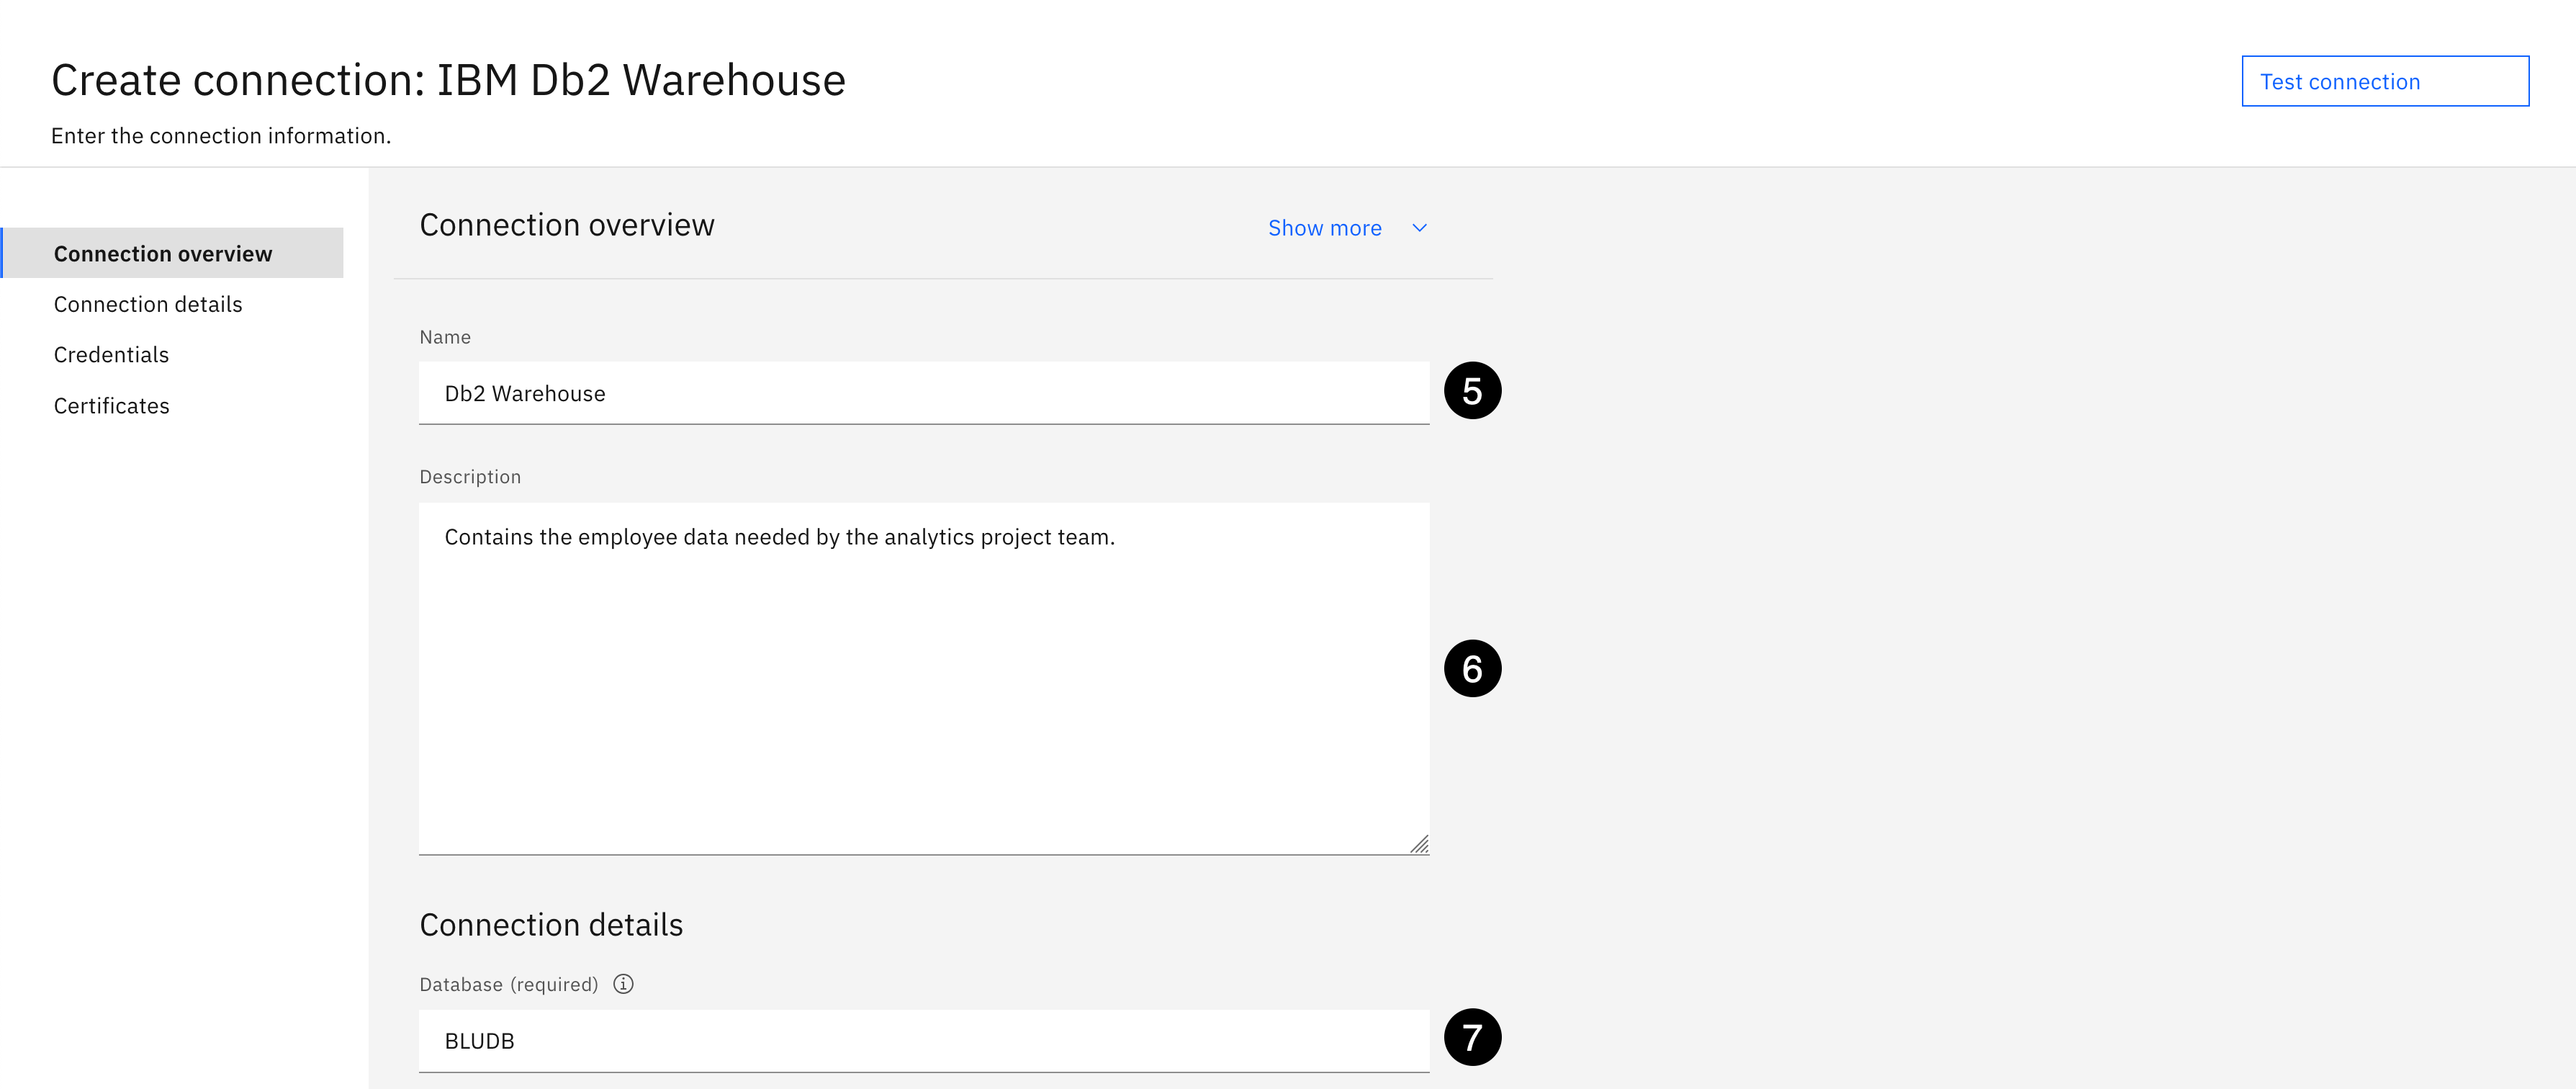 Create connection: IBM Db2 Warehouse
Test connection
Enter the connection information.
Connection overview
Connection details
Credentials
Certificates
Connection overview
Show more
Name
Db2 Warehouse
5
Description
Contains the employee data needed by the analytics project team.
6
Connection details
Database (required)
BLUDB
7